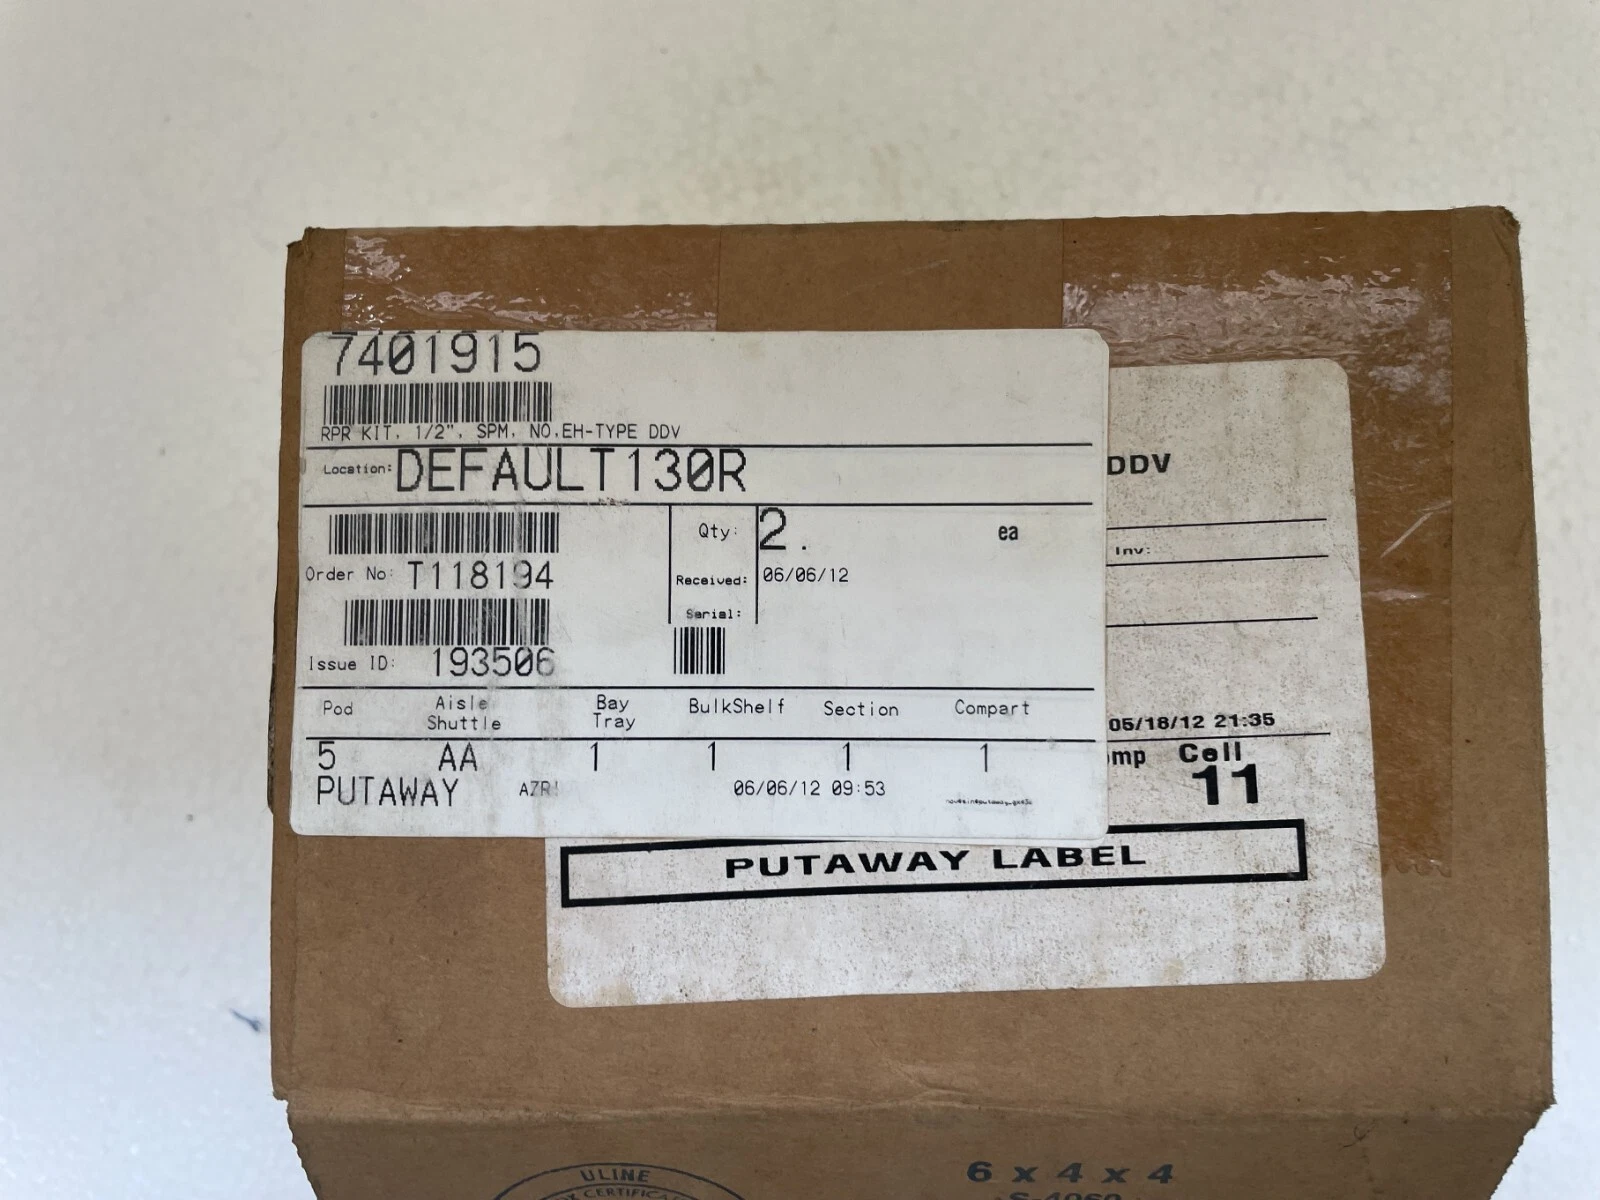 7401915
RPR KIT, 1/2", SPM, NO.EH-TYPE DDV
Location: DEFAULT130R
Qty: 2. ea
Order No: T118194
Received: 06/06/12
Serial:
Issue ID: 193506
Pod Aisle Shuttle Bay Tray BulkShelf Section Compart
5 AA 1 1 1 1
PUTAWAY 06/06/12 09:53
DDV
Inv:
05/18/12 21:35
Cell
11
PUTAWAY LABEL
ULINE
6 x 4 x 4